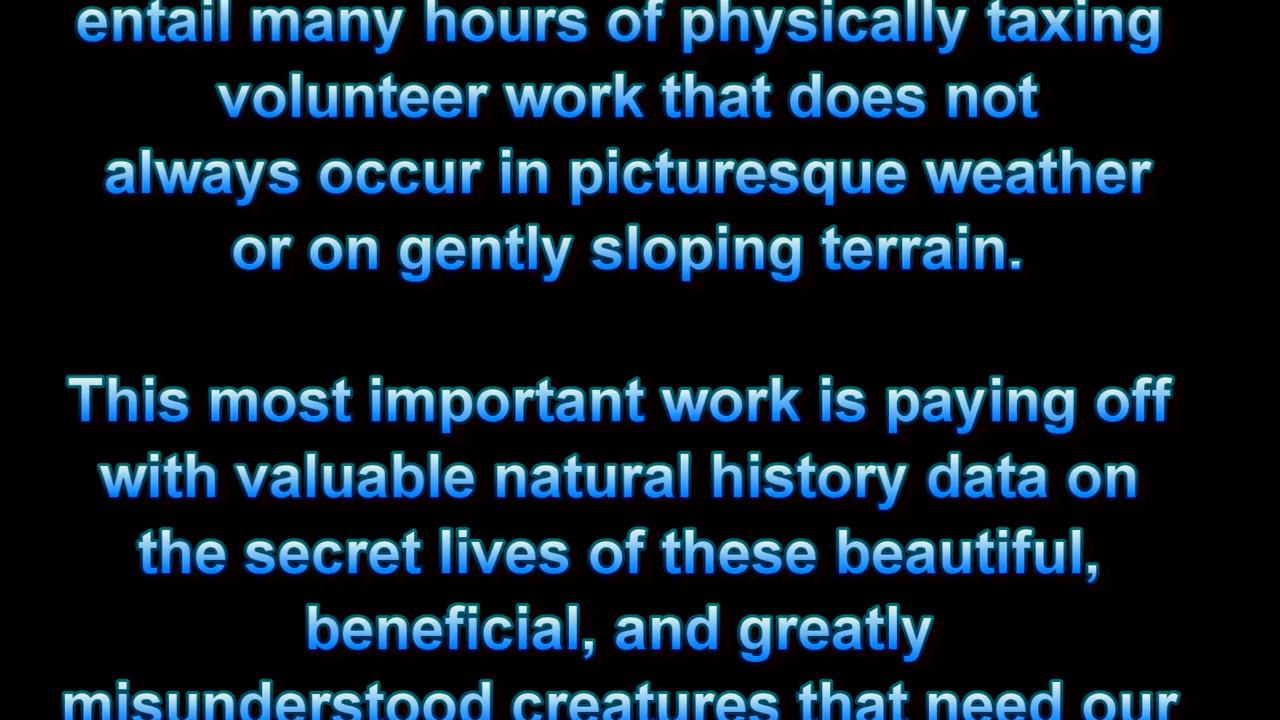 entail many hours of physically taxing
volunteer work that does not
always occur in picturesque weather
or on gently sloping terrain.
This most important work is paying off
with valuable natural history data on
the secret lives of these beautiful,
beneficial, and greatly
misunderstood creatures that need our